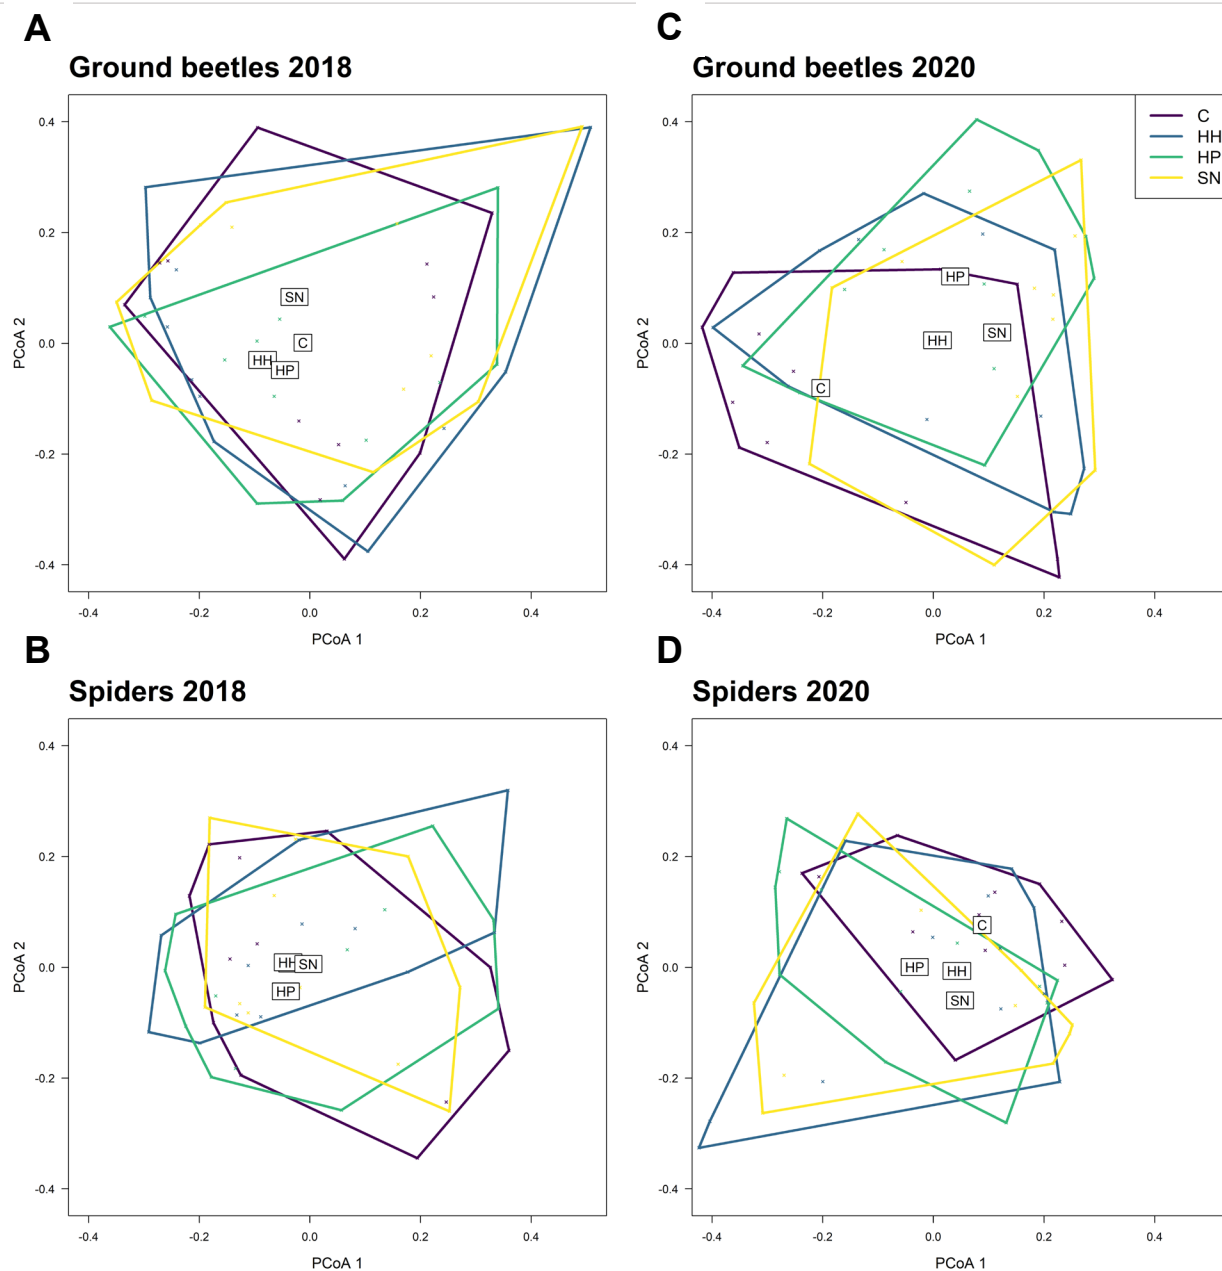 A
Ground beetles 2018
0.4
0.2
0.0
-0.2
-0.4
PCoA 2
SN
C
HH
HP
-0.4
-0.2
0.0
0.2
0.4
PCoA 1
C
Ground beetles 2020
0.4
0.2
0.0
-0.2
-0.4
PCoA 2
C
HH
HP
SN
HP
HH
SN
C
-0.4
-0.2
0.0
0.2
0.4
PCoA 1
B
Spiders 2018
0.4
0.2
0.0
-0.2
-0.4
PCoA 2
HH
SN
HP
-0.4
-0.2
0.0
0.2
0.4
PCoA 1
D
Spiders 2020
0.4
0.2
0.0
-0.2
-0.4
PCoA 2
C
HP
HH
SN
-0.4
-0.2
0.0
0.2
0.4
PCoA 1